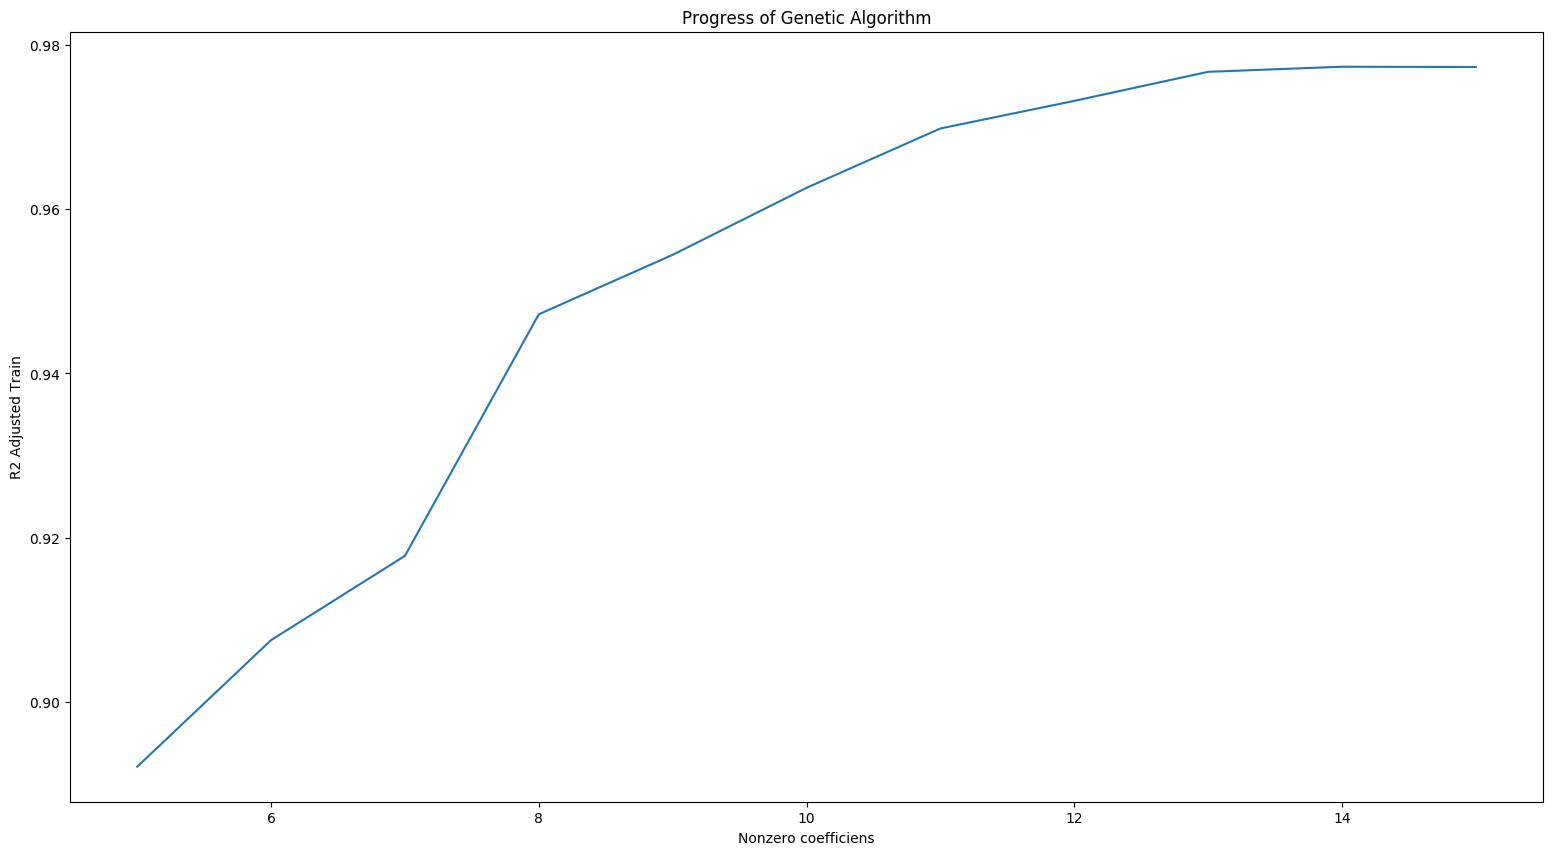 Progress of Genetic Algorithm
0.98
0.96
0.94
0.92
0.90
R2 Adjusted Train
6 8 10 12 14
Nonzero coefficiens